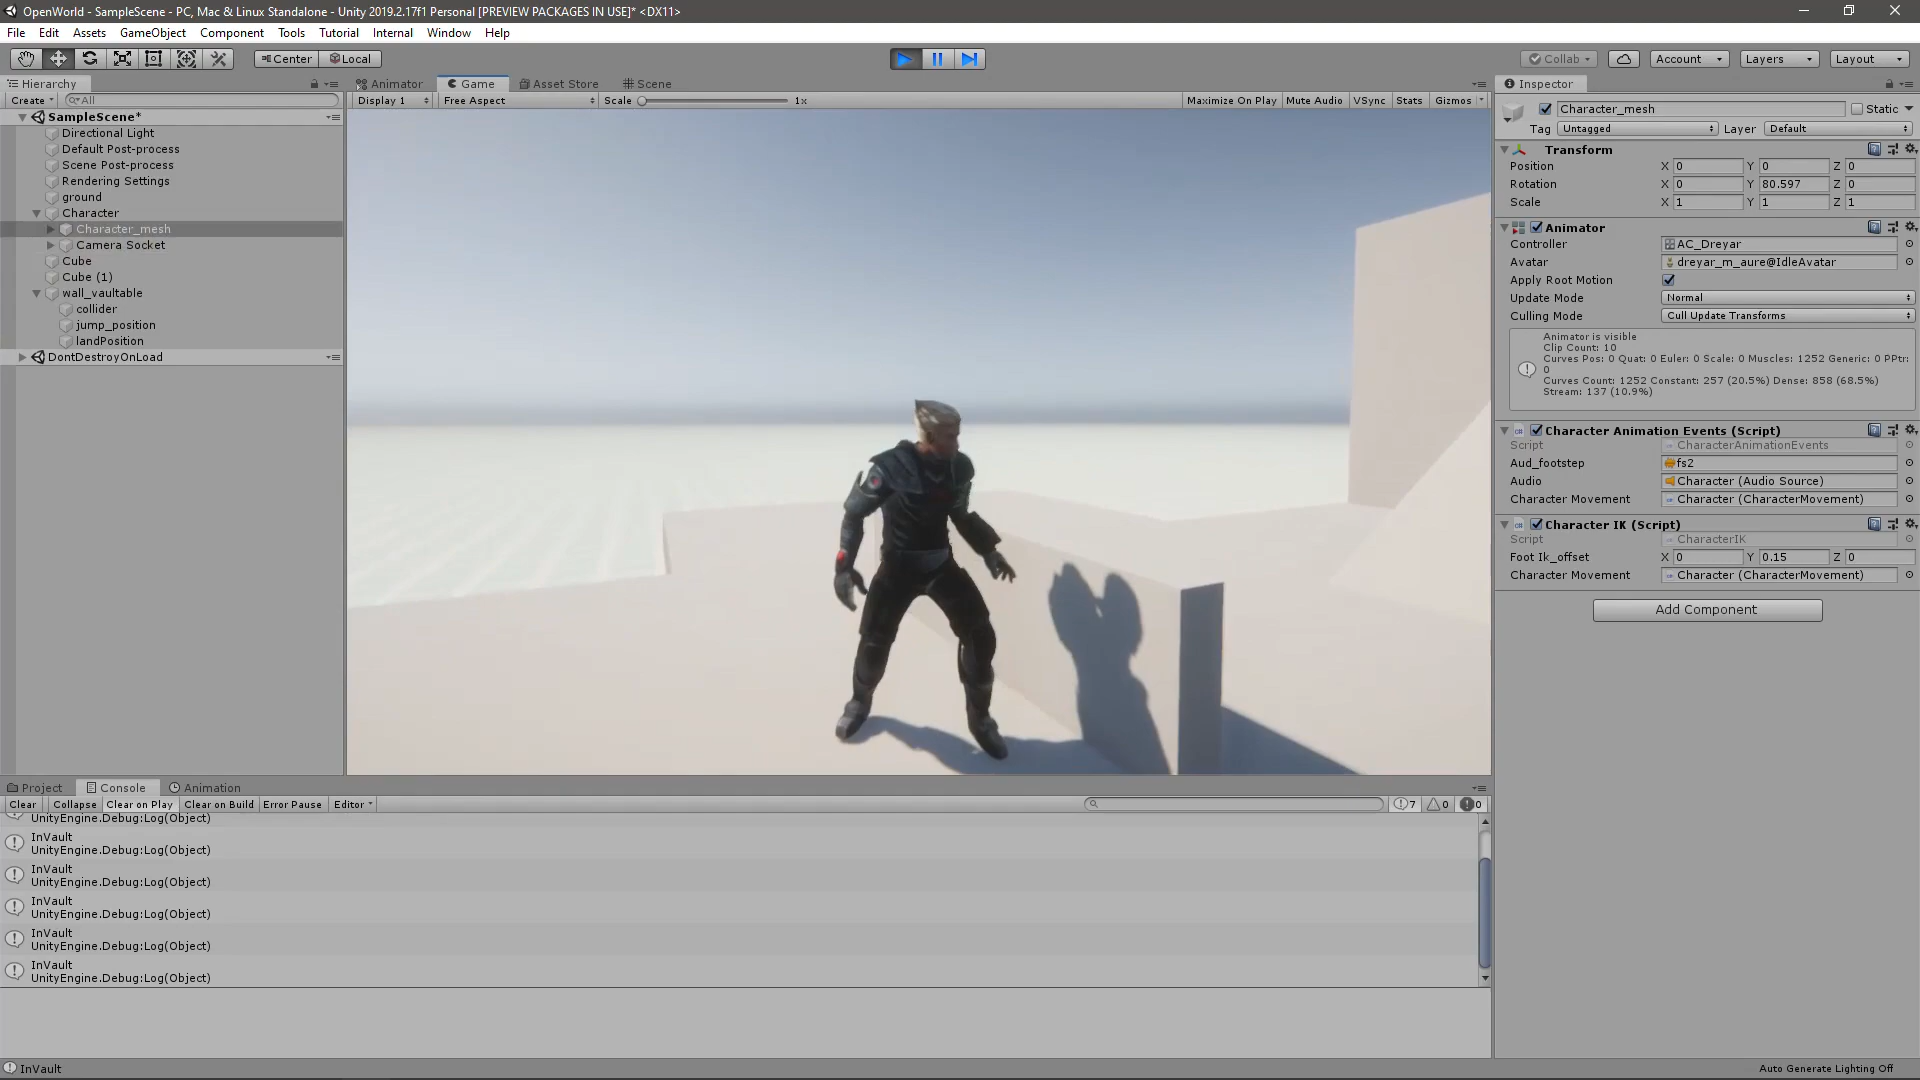 OpenWorld - SampleScene - PC, Mac & Linux Standalone - Unity 2019.2.17f1 Personal [PREVIEW PACKAGES IN USE]* <DX11>
File Edit Assets GameObject Component Tools Tutorial Internal Window Help
Center Local Collab Account Layers Layout
Hierarchy
Create All
SampleScene*
Directional Light
Default Post-process
Scene Post-process
Rendering Settings
ground
Character
Character_mesh
Camera Socket
Cube
Cube (1)
wall_vaultable
collider
jump_position
landPosition
DontDestroyOnLoad
Animator Game Asset Store Scene
Display 1 Free Aspect Scale 1x Maximize On Play Mute Audio VSync Stats Gizmos
Inspector
Character_mesh Static
Tag Untagged Layer Default
Transform
Position X 0 Y 0 Z 0
Rotation X 0 Y 80.597 Z 0
Scale X 1 Y 1 Z 1
Animator
Controller AC_Dreyar
Avatar dreyar_m_aure@IdleAvatar
Apply Root Motion
Update Mode Normal
Culling Mode Cull Update Transforms
Animator is visible
Clip Count: 10
Curves Pos: 0 Quat: 0 Euler: 0 Scale: 0 Muscles: 1252 Generic: 0 PPtr:
0
Curves Count: 1252 Constant: 257 (20.5%) Dense: 858 (68.5%)
Stream: 137 (10.9%)
Character Animation Events (Script)
Script CharacterAnimationEvents
Aud_footstep fs2
Audio Character (Audio Source)
Character Movement Character (CharacterMovement)
Character IK (Script)
Script CharacterIK
Foot Ik_offset X 0 Y 0.15 Z 0
Character Movement Character (CharacterMovement)
Add Component
Project Console Animation
Clear Collapse Clear on Play Clear on Build Error Pause Editor 7 0 0
UnityEngine.Debug:Log(Object)
InVault
UnityEngine.Debug:Log(Object)
InVault
UnityEngine.Debug:Log(Object)
InVault
UnityEngine.Debug:Log(Object)
InVault
UnityEngine.Debug:Log(Object)
InVault
UnityEngine.Debug:Log(Object)
InVault
Auto Generate Lighting Off